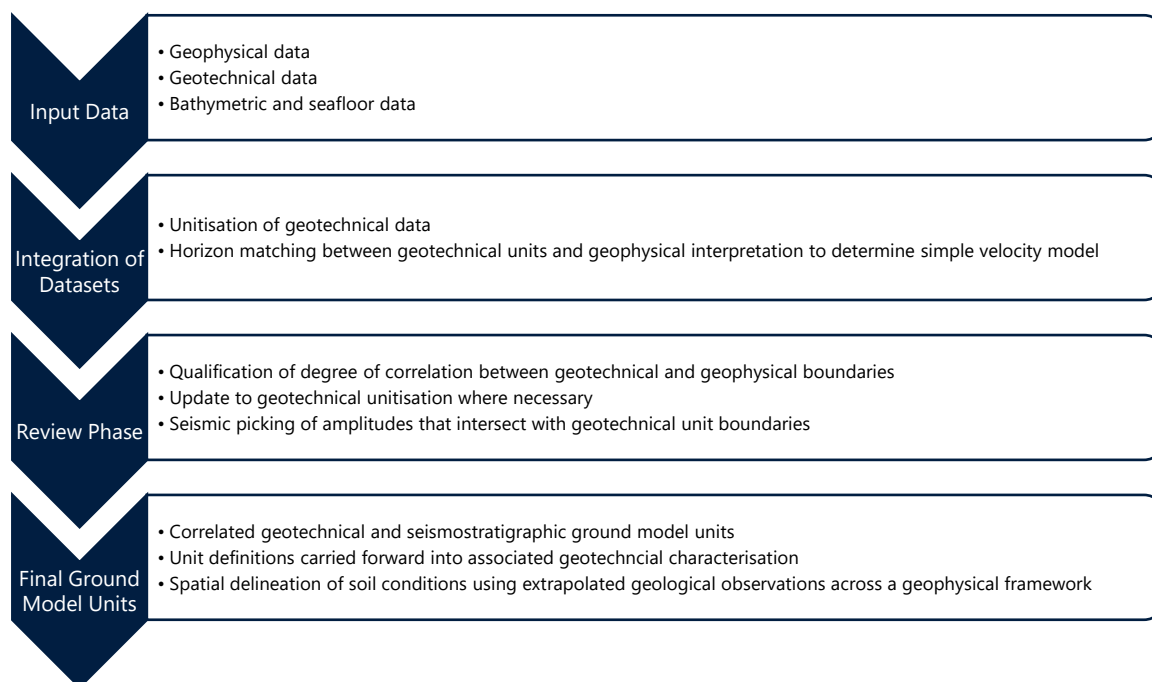 Input Data
• Geophysical data
• Geotechnical data
• Bathymetric and seafloor data
Integration of
Datasets
• Unitisation of geotechnical data
• Horizon matching between geotechnical units and geophysical interpretation to determine simple velocity model
Review Phase
• Qualification of degree of correlation between geotechnical and geophysical boundaries
• Update to geotechnical unitisation where necessary
• Seismic picking of amplitudes that intersect with geotechnical unit boundaries
Final Ground
Model Units
• Correlated geotechnical and seismostratigraphic ground model units
• Unit definitions carried forward into associated geotechncial characterisation
• Spatial delineation of soil conditions using extrapolated geological observations across a geophysical framework